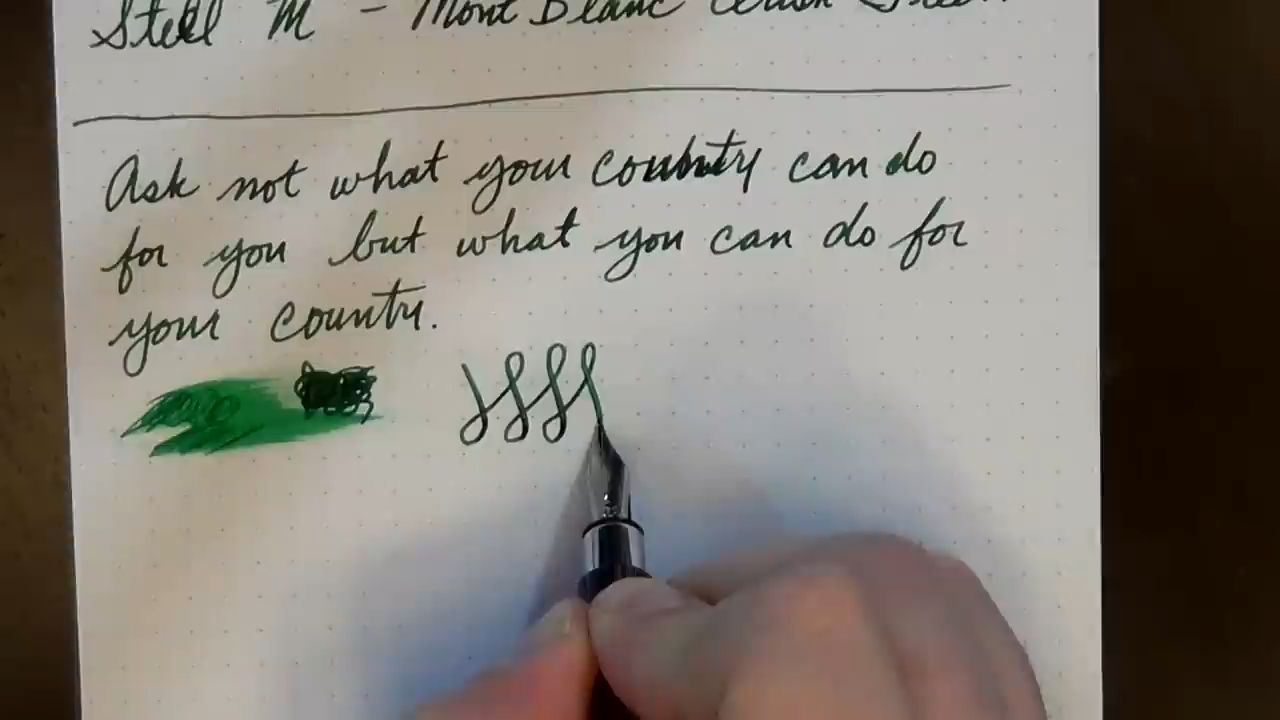 Steel M - Mont Blanc
Ask not what your country can do
for you but what you can do for
your country.